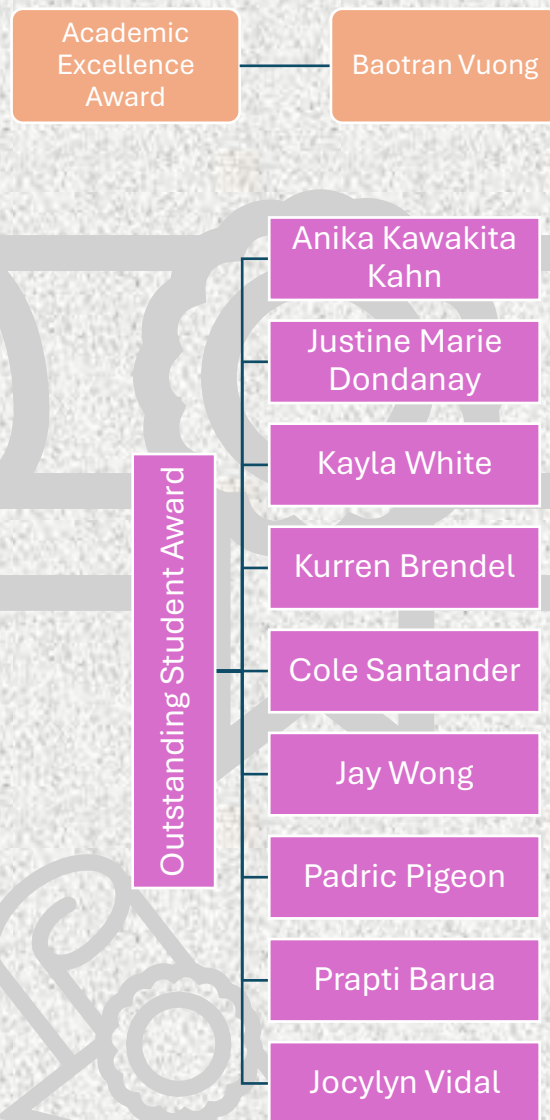 Academic
Excellence
Award
Baotran Vuong
Outstanding Student Award
Anika Kawakita
Kahn
Justine Marie
Dondanay
Kayla White
Kurren Brendel
Cole Santander
Jay Wong
Padric Pigeon
Prapti Barua
Jocylyn Vidal